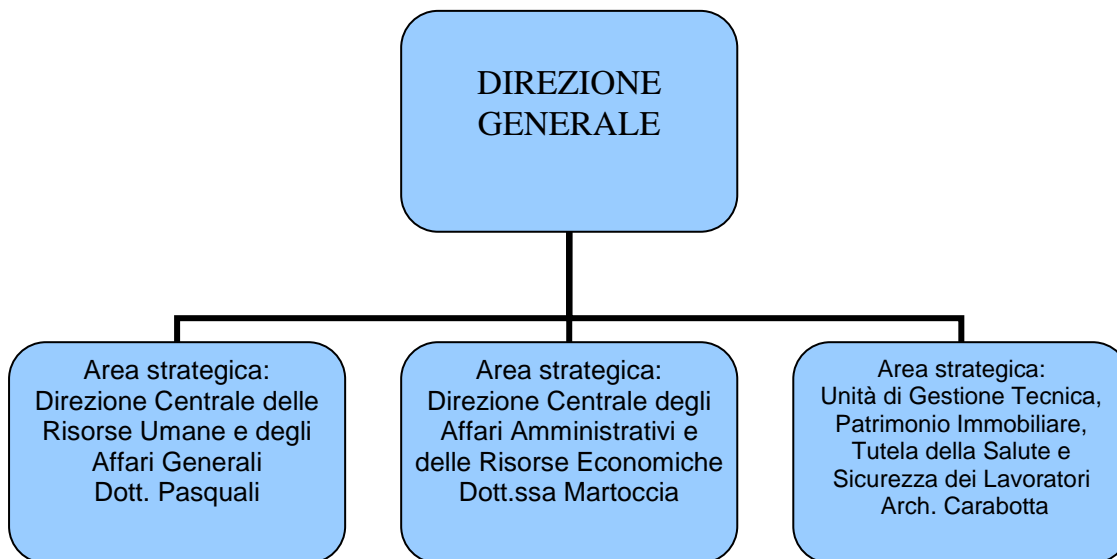 DIREZIONE
GENERALE
Area strategica:
Direzione Centrale delle
Risorse Umane e degli
Affari Generali
Dott. Pasquali
Area strategica:
Direzione Centrale degli
Affari Amministrativi e
delle Risorse Economiche
Dott.ssa Martoccia
Area strategica:
Unità di Gestione Tecnica,
Patrimonio Immobiliare,
Tutela della Salute e
Sicurezza dei Lavoratori
Arch. Carabotta